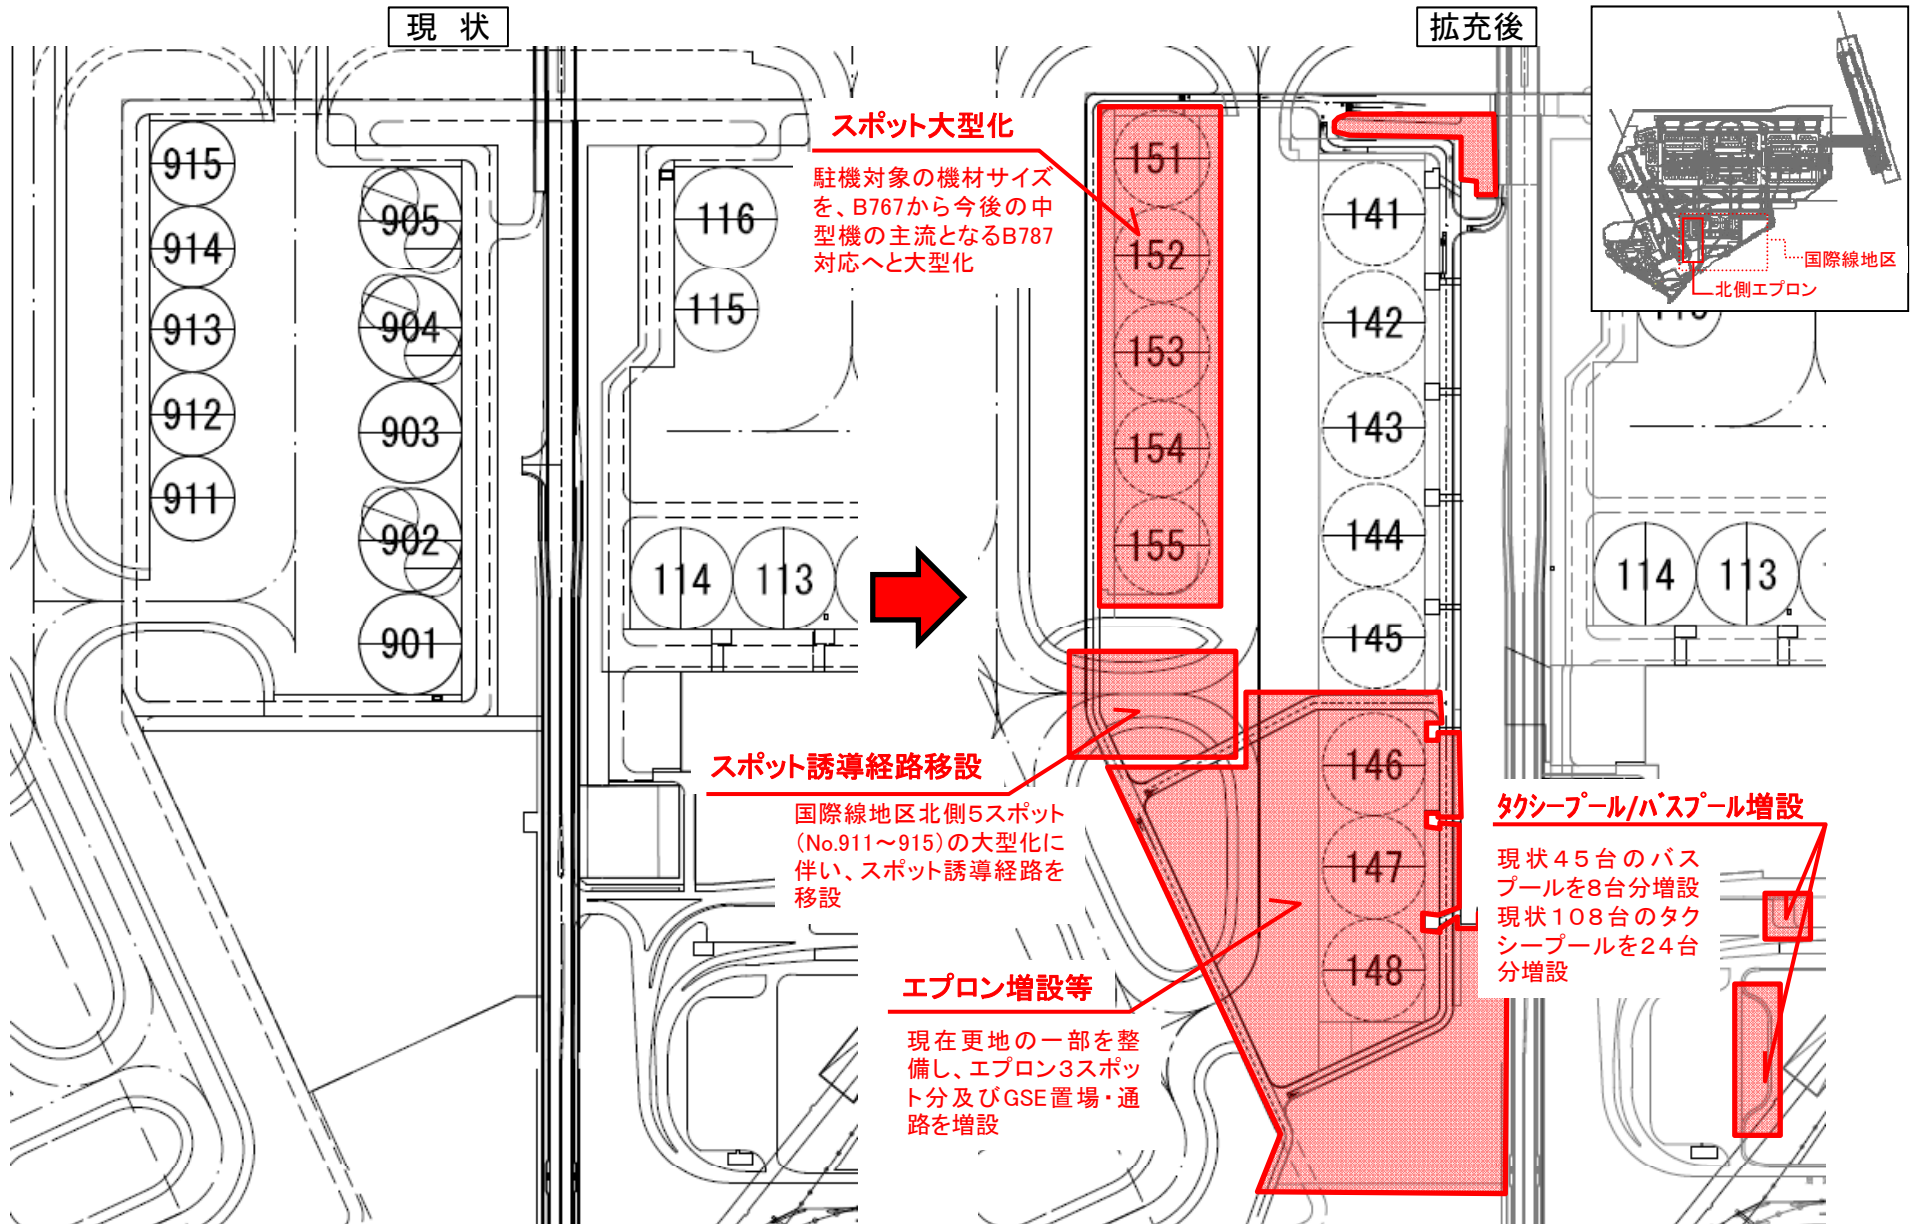 現 状
915
914
913
912
911
905
904
903
902
901
116
115
114
113
拡充後
スポット大型化
駐機対象の機材サイズ
を、B767から今後の中
型機の主流となるB787
対応へと大型化
151
152
153
154
155
141
142
143
144
145
146
147
148
114
113
国際線地区
北側エプロン
スポット誘導経路移設
国際線地区北側5スポット
(No.911～915)の大型化に
伴い、スポット誘導経路を
移設
エプロン増設等
現在更地の一部を整
備し、エプロン3スポッ
ト分及びGSE置場・通
路を増設
タクシープール/バスプール増設
現状45台のバス
プールを8台分増設
現状108台のタク
シープールを24台
分増設